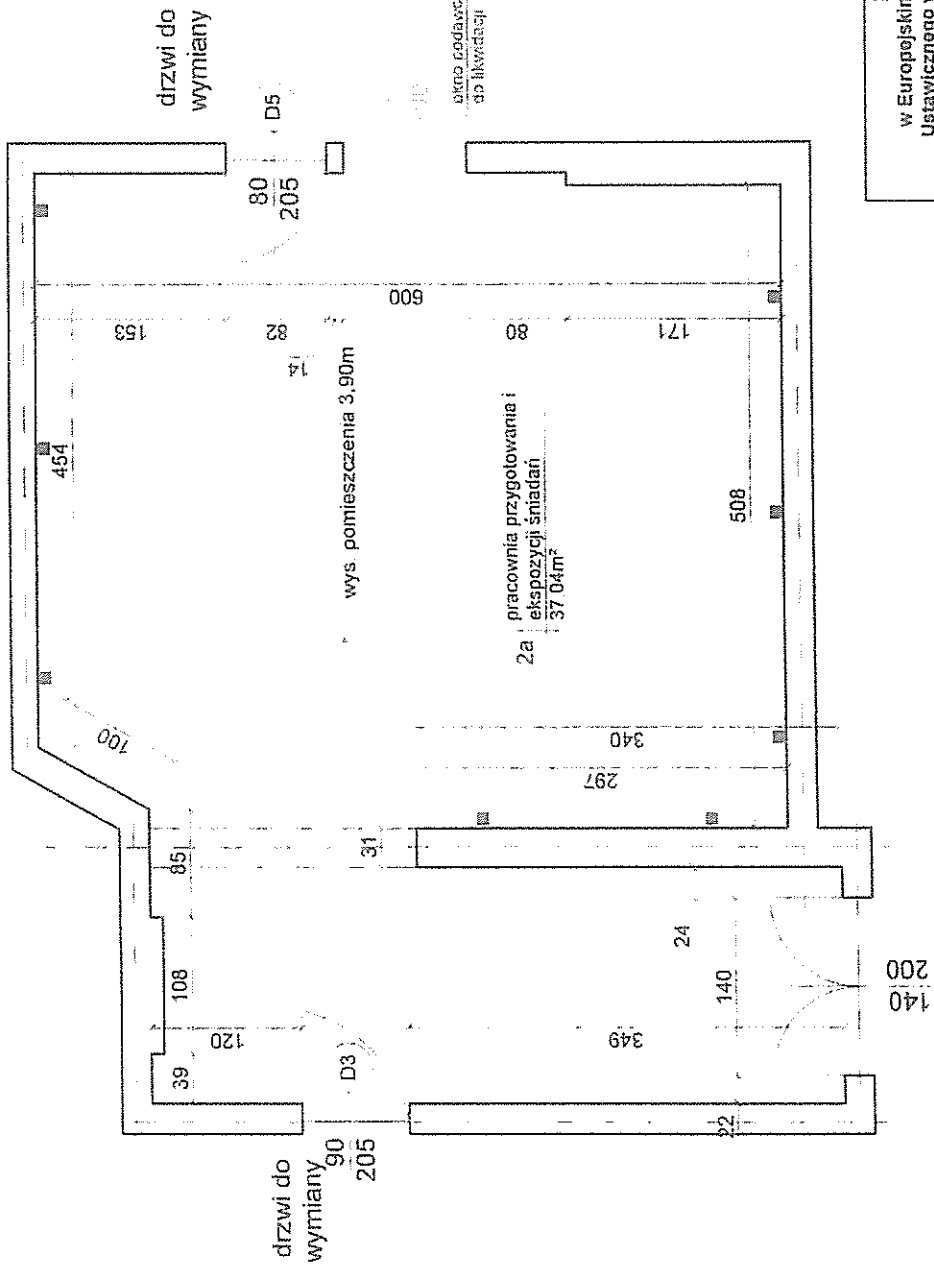 drzwi do
wymiany
D5
80
205
okno podawcz
do likwidacji
153
82
14
600
80
171
454
wys. pomieszczenia 3,90m
2a
pracownia przygotowania i
ekspozycji śniadań
37.04m²
508
100
340
297
85
31
108
39
120
D3
24
140
349
22
drzwi do
wymiany
90
205
140
200
w Europejskim
Ustawicznego